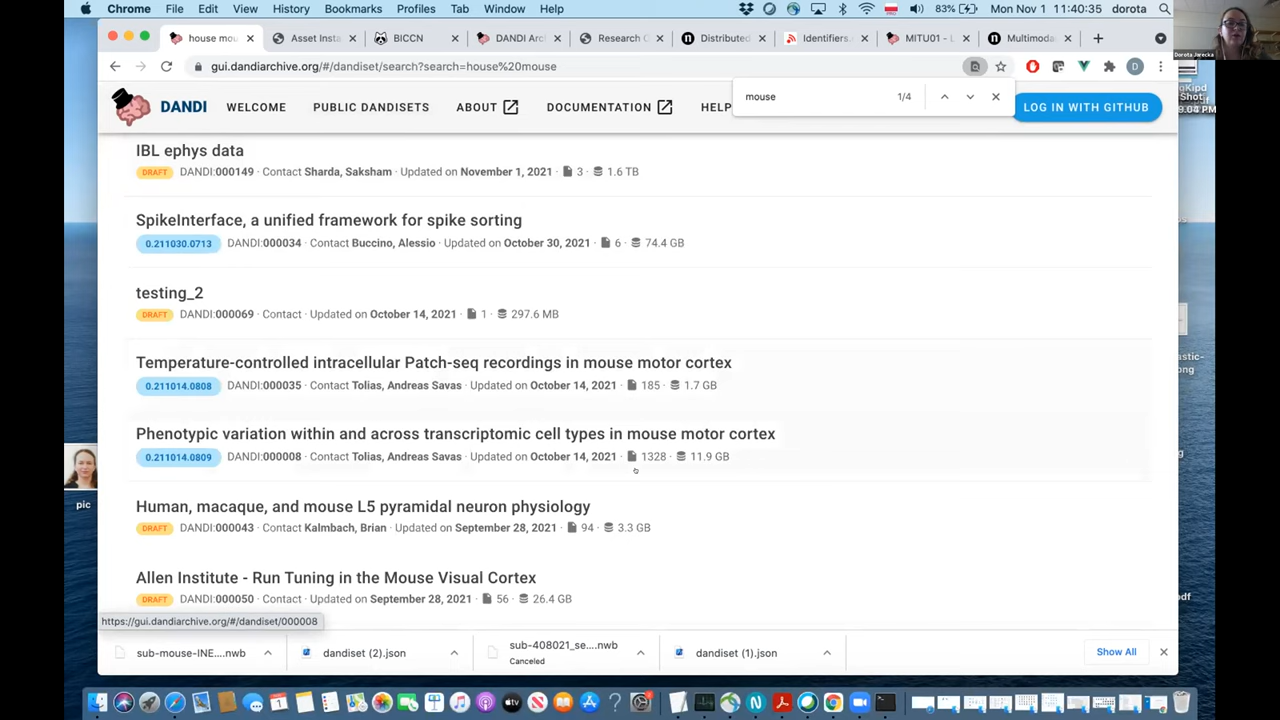 Chrome File Edit View History Bookmarks Profiles Tab Window Help 83% Mon Nov 1 11:40:35 dorota
house mou Asset Insta BICCN DANDI Arc Research C Distributed Identifiers. MITU01 - L Multimoda
gui.dandiarchive.org/#/dandiset/search?search= mouse
Dorota Jarecka
DANDI WELCOME PUBLIC DANDISETS ABOUT DOCUMENTATION HELP
mouse 1/4
LOG IN WITH GITHUB
Shot
IBL ephys data
DRAFT DANDI:000149 · Contact Sharda, Saksham · Updated on November 1, 2021 · 3 · 1.6 TB
SpikeInterface, a unified framework for spike sorting
0.211030.0713 DANDI:000034 · Contact Buccino, Alessio · Updated on October 30, 2021 · 6 · 74.4 GB
testing_2
DRAFT DANDI:000069 · Contact · Updated on October 14, 2021 · 1 · 297.6 MB
Temperature-controlled intracellular Patch-seq recordings in mouse motor cortex
0.211014.0808 DANDI:000035 · Contact Tolias, Andreas Savas · Updated on October 14, 2021 · 185 · 1.7 GB
Phenotypic variation within and across transcriptomic cell types in mouse motor cortex
0.211014.0809 DANDI:000008 · Contact Tolias, Andreas Savas · Updated on October 14, 2021 · 1328 · 11.9 GB
pic
Human, macaque, and mouse L5 pyramidal neuron physiology
DRAFT DANDI:000043 · Contact Kalmbach, Brian · Updated on September 28, 2021 · 94 · 3.3 GB
Allen Institute - Run Tuning in the Mouse Visual Cortex
DRAFT DANDI:000050 · Contact · Updated on September 28, 2021 · 50 · 26.4 GB
https://gui.dandiarchive.org/#/dandiset/000008
sub-mouse-INE....nwb dandiset (2).json sub-408021_se....nwb dandiset (1).json Show All
Canceled